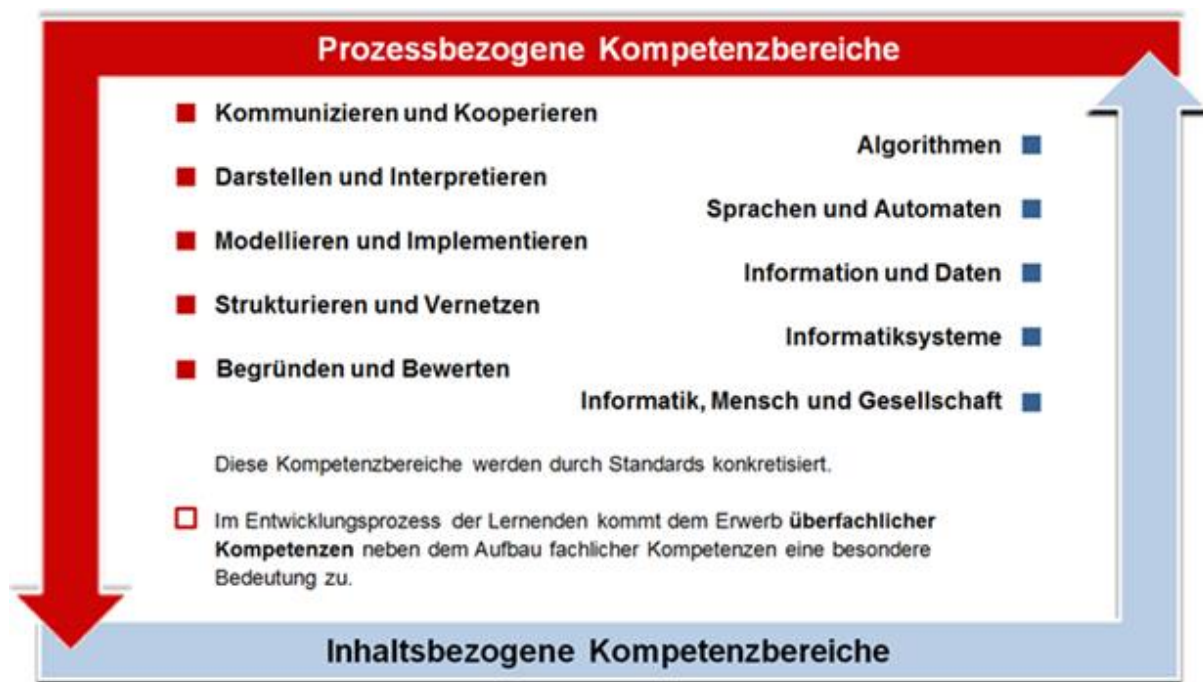 Prozessbezogene Kompetenzbereiche
Kommunizieren und Kooperieren
Algorithmen
Darstellen und Interpretieren
Sprachen und Automaten
Modellieren und Implementieren
Information und Daten
Strukturieren und Vernetzen
Informatiksysteme
Begründen und Bewerten
Informatik, Mensch und Gesellschaft
Diese Kompetenzbereiche werden durch Standards konkretisiert.
Im Entwicklungsprozess der Lernenden kommt dem Erwerb überfachlicher
Kompetenzen neben dem Aufbau fachlicher Kompetenzen eine besondere
Bedeutung zu.
Inhaltsbezogene Kompetenzbereiche